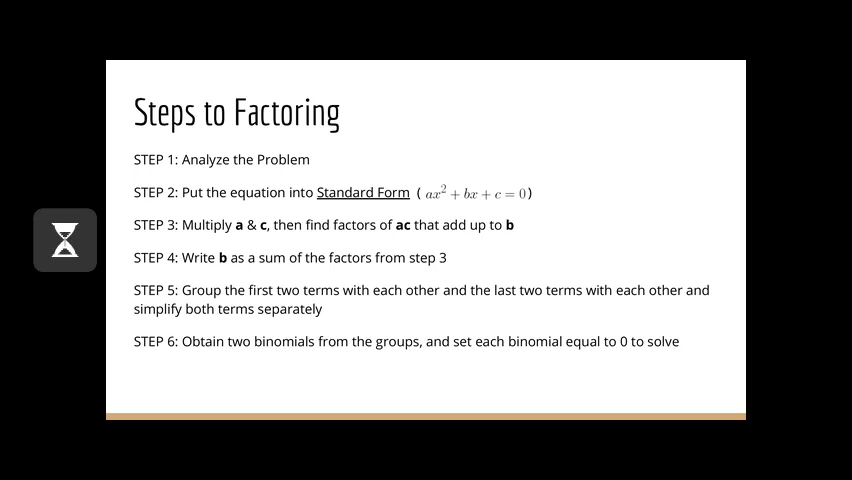 Steps to Factoring
STEP 1: Analyze the Problem
STEP 2: Put the equation into Standard Form ( ax² + bx + c = 0 )
STEP 3: Multiply a & c, then find factors of ac that add up to b
STEP 4: Write b as a sum of the factors from step 3
STEP 5: Group the first two terms with each other and the last two terms with each other and
simplify both terms separately
STEP 6: Obtain two binomials from the groups, and set each binomial equal to 0 to solve